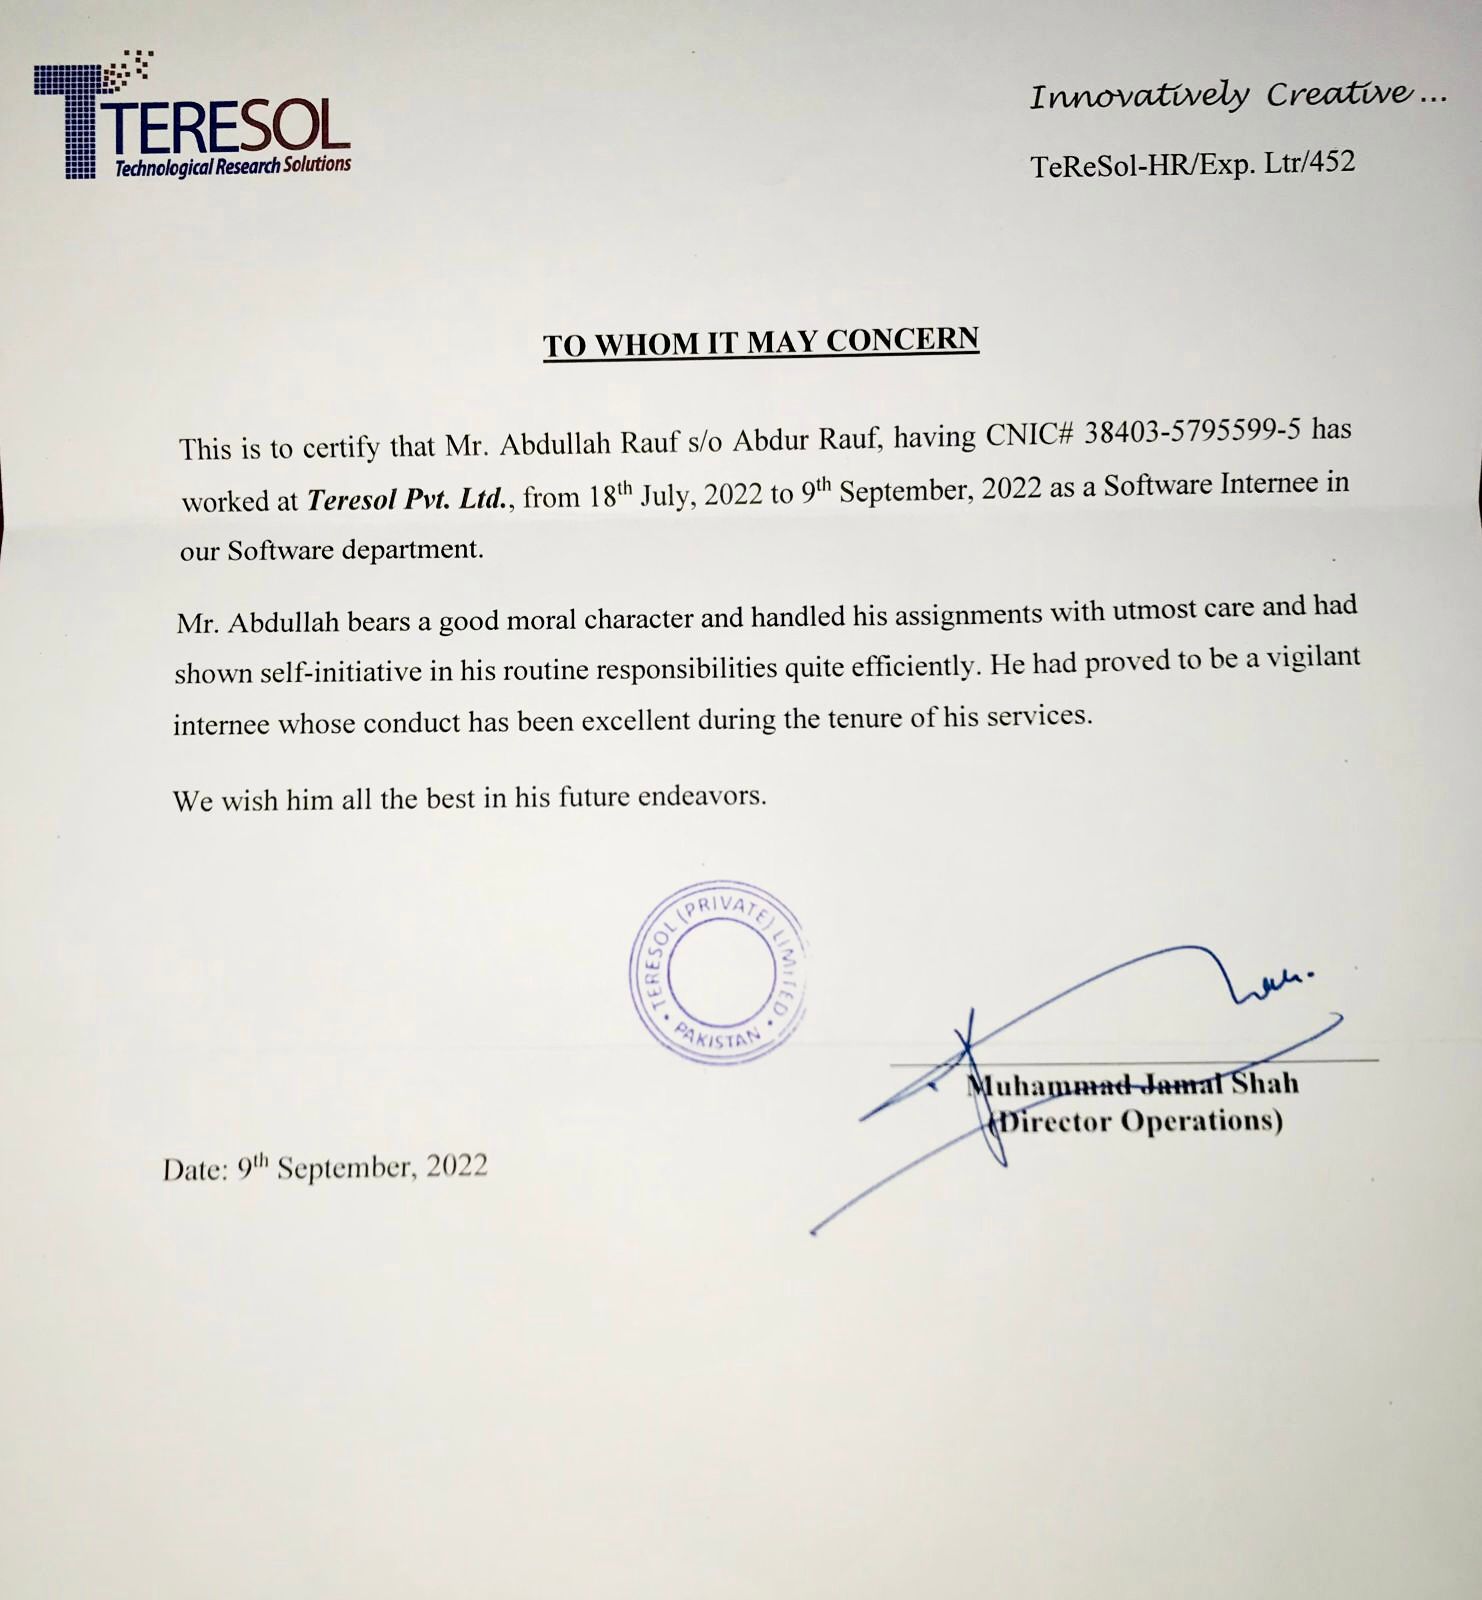 TERESOL
Technological Research Solutions
Innovatively Creative...
TeReSol-HR/Exp. Ltr/452
TO WHOM IT MAY CONCERN
This is to certify that Mr. Abdullah Rauf s/o Abdur Rauf, having CNIC# 38403-5795599-5 has
worked at Teresol Pvt. Ltd., from 18th July, 2022 to 9th September, 2022 as a Software Internee in
our Software department.
Mr. Abdullah bears a good moral character and handled his assignments with utmost care and had
shown self-initiative in his routine responsibilities quite efficiently. He had proved to be a vigilant
internee whose conduct has been excellent during the tenure of his services.
We wish him all the best in his future endeavors.
TERESOL (PRIVATE) LIMITED
• PAKISTAN •
Muhammad Jamal Shah
(Director Operations)
Date: 9th September, 2022